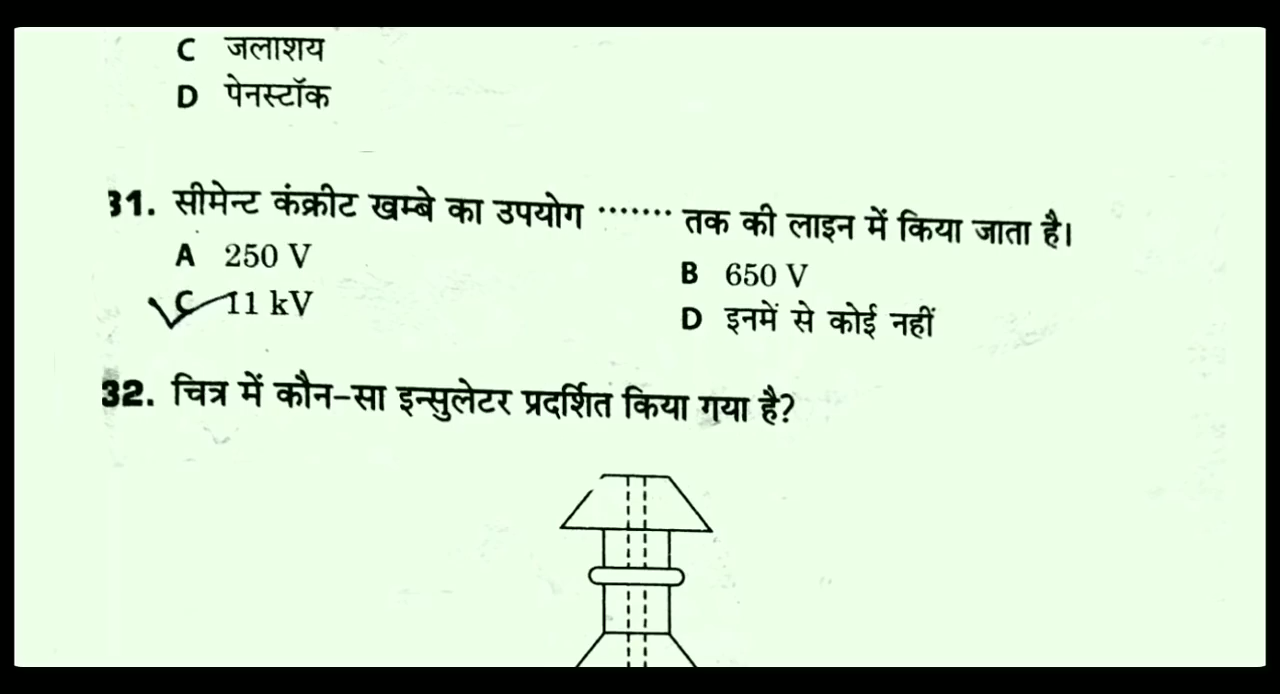 C जलाशय
D पेनस्टॉक
31. सीमेन्ट कंक्रीट खम्बे का उपयोग ........ तक की लाइन में किया जाता है।
A 250 V B 650 V
C 11 kV D इनमें से कोई नहीं
32. चित्र में कौन-सा इन्सुलेटर प्रदर्शित किया गया है?